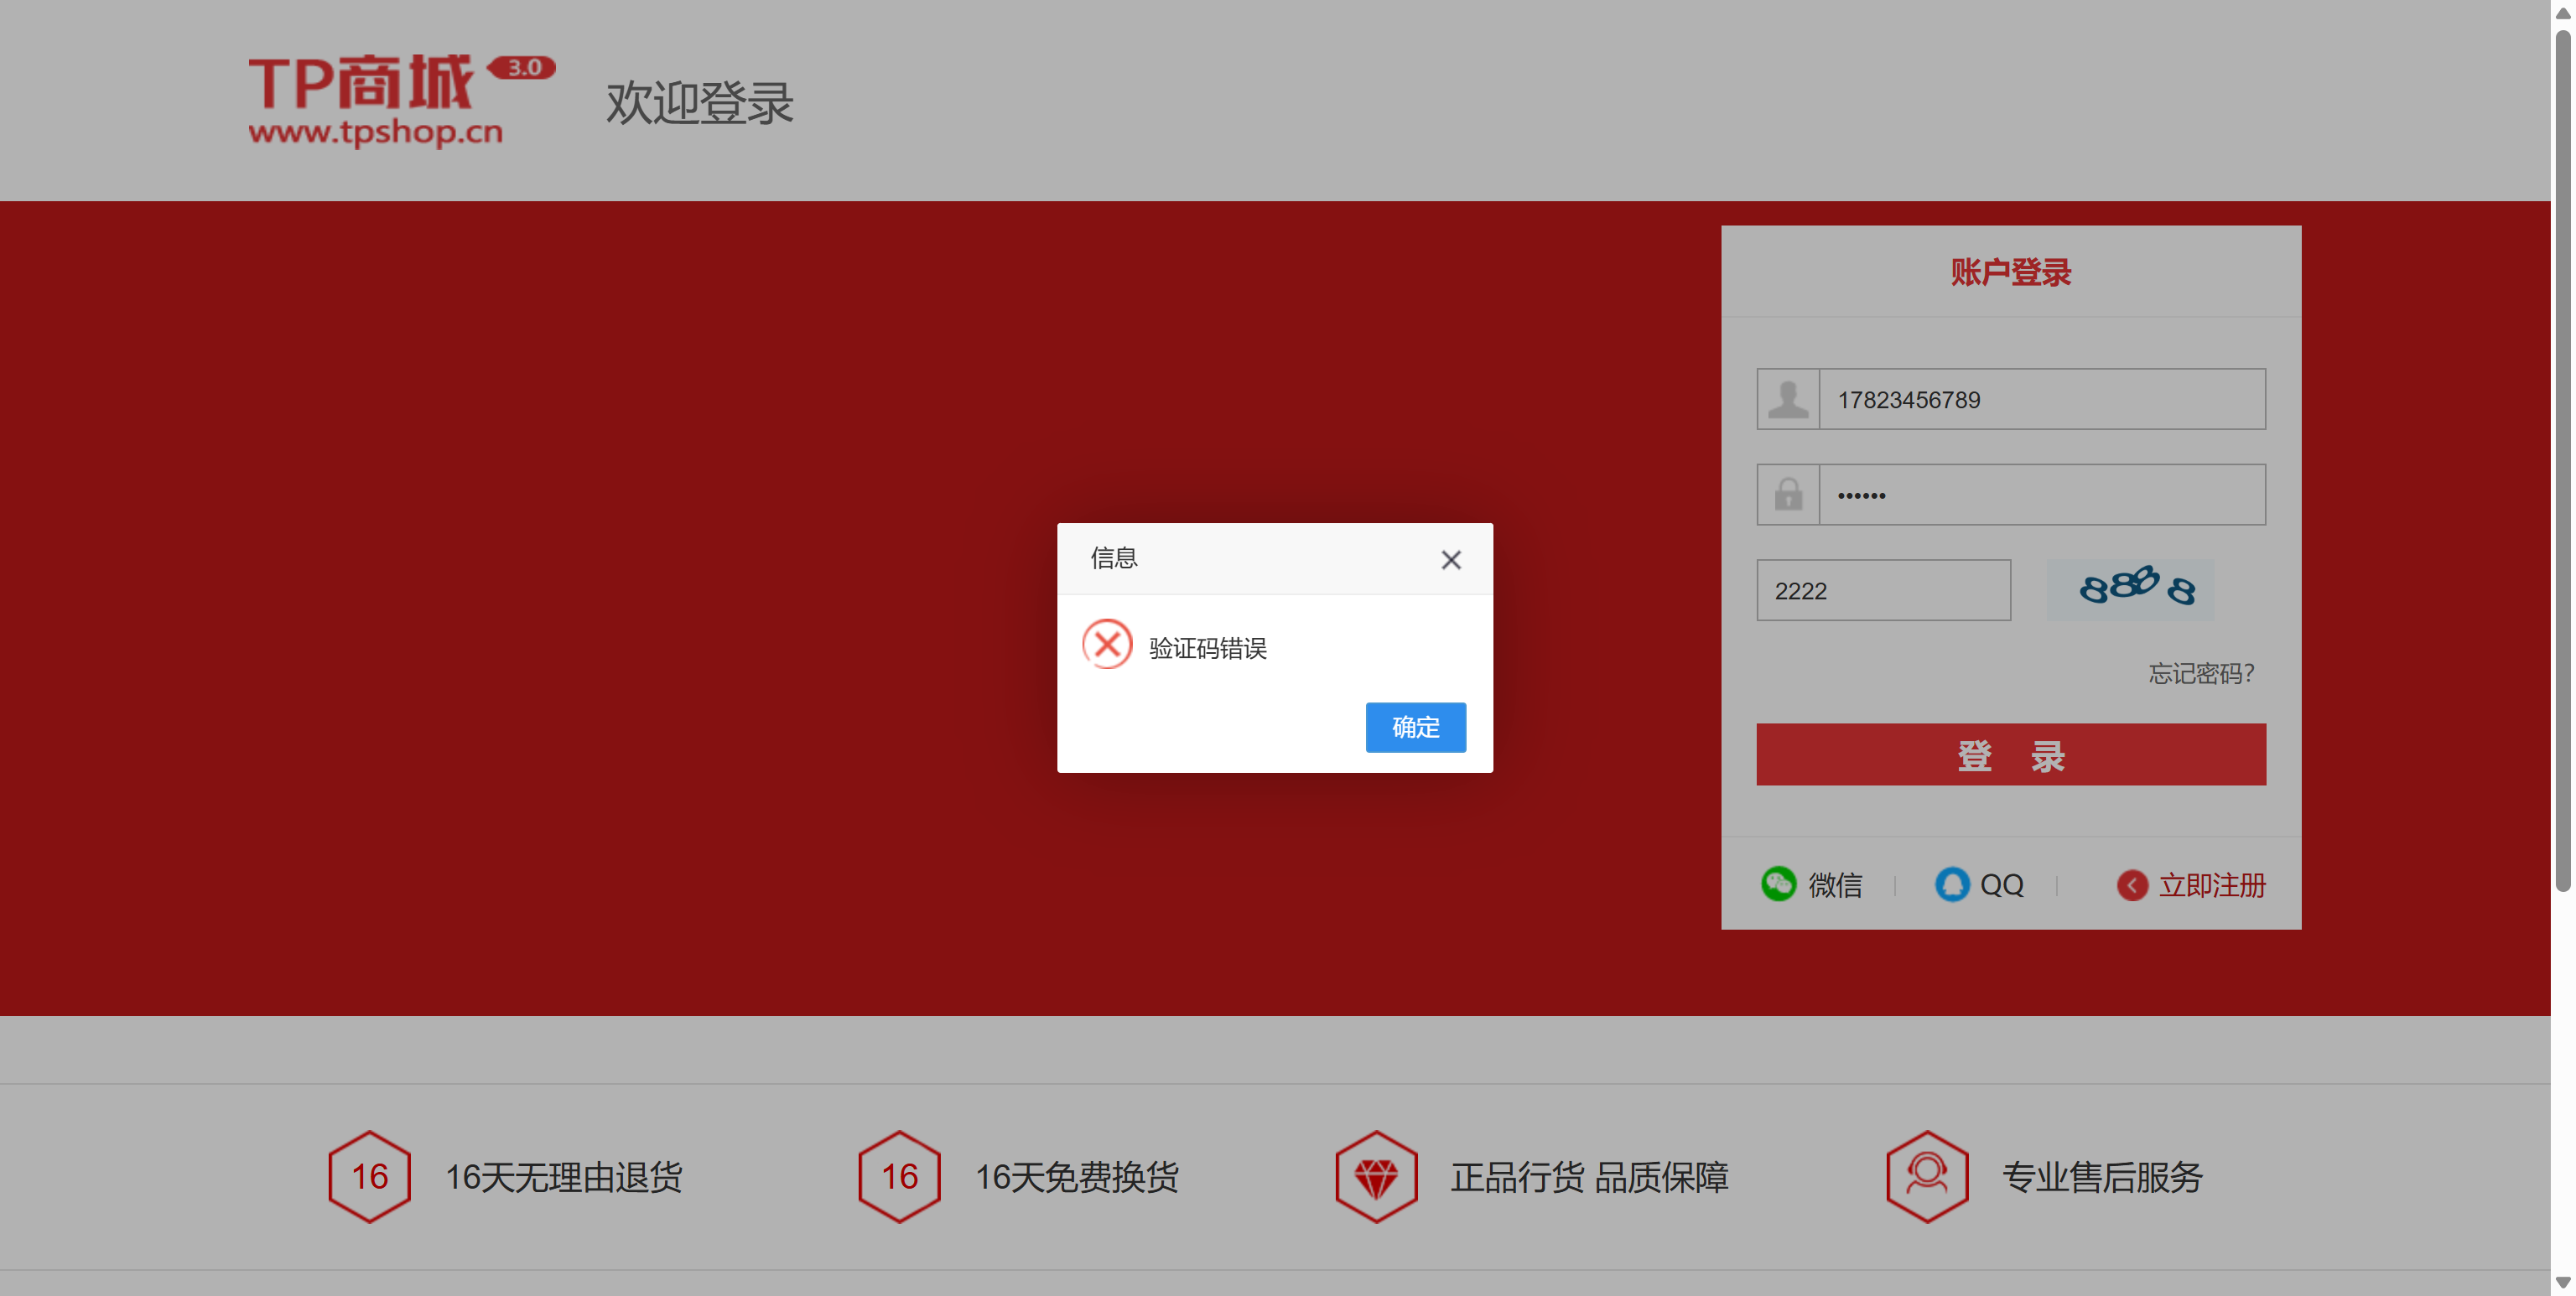 TP商城 3.0
www.tpshop.cn
欢迎登录
账户登录
17823456789
••••••
2222
8888
忘记密码?
登 录
微信
QQ
立即注册
信息
验证码错误
确定
16 16天无理由退货
16 16天免费换货
正品行货 品质保障
专业售后服务